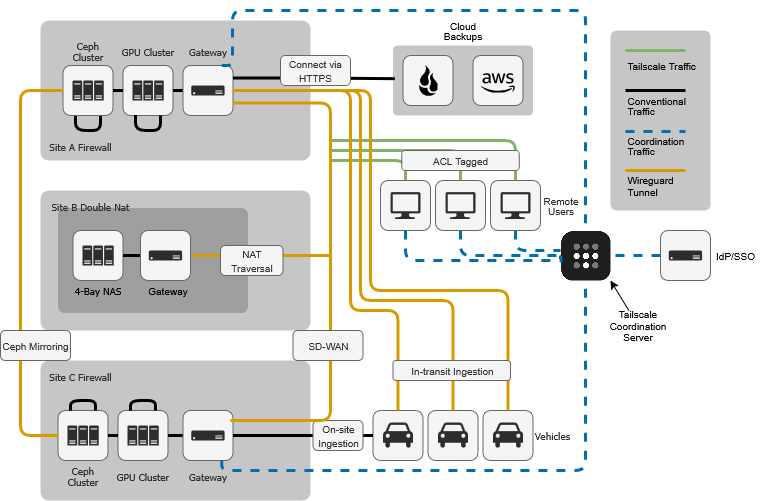 Cloud
Backups
Ceph
Cluster
GPU Cluster
Gateway
Connect via
HTTPS
aws
Site A Firewall
Tailscale Traffic
Conventional
Traffic
Coordination
Traffic
Wireguard
Tunnel
ACL Tagged
Remote
Users
Site B Double Nat
NAT
Traversal
4-Bay NAS
Gateway
IdP/SSO
Tailscale
Coordination
Server
Ceph Mirroring
SD-WAN
In-transit Ingestion
Site C Firewall
On-site
Ingestion
Vehicles
Ceph
Cluster
GPU Cluster
Gateway